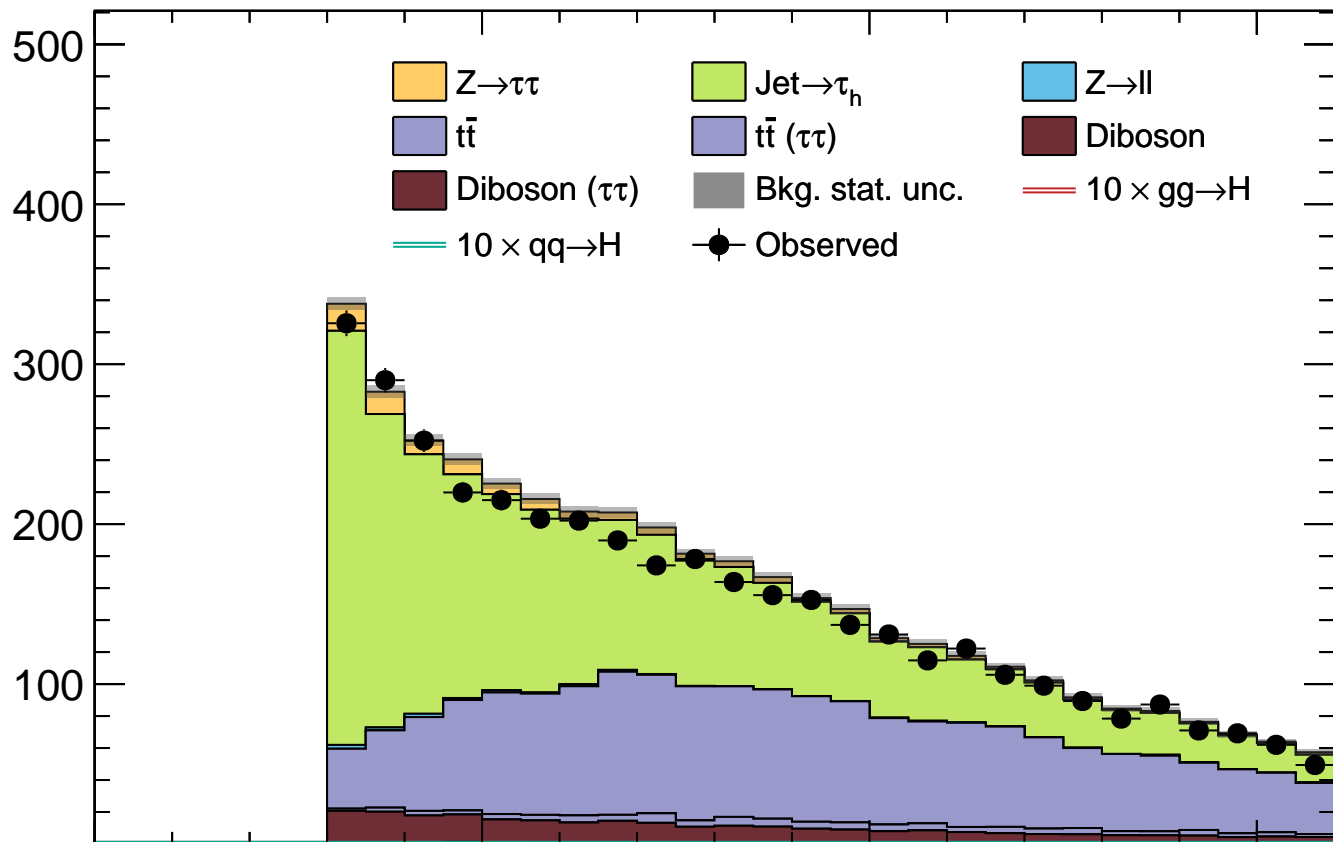 500
Z→ττ Jet→τh Z→ll
tt̄ tt̄ (ττ) Diboson
400
Diboson (ττ) Bkg. stat. unc. 10 × gg→H
10 × qq→H Observed
300
200
100